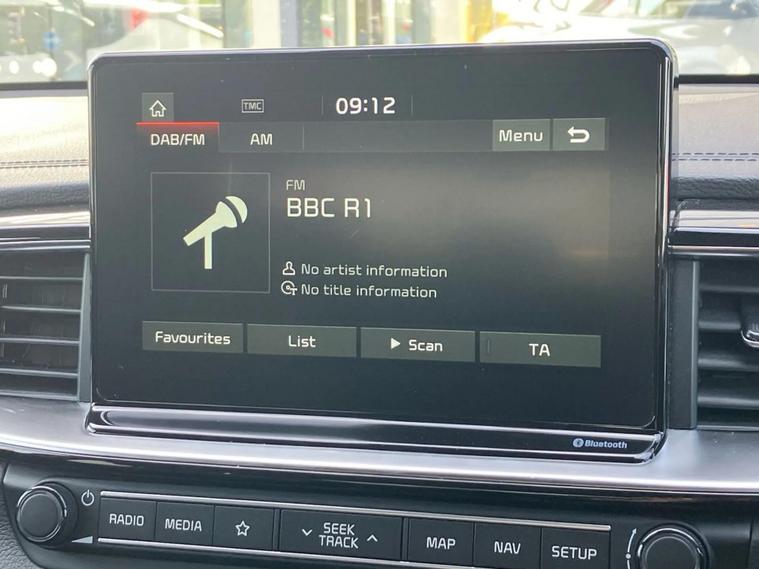 TMC
09:12
DAB/FM AM Menu
FM
BBC R1
No artist information
No title information
Favourites List Scan TA
Bluetooth
RADIO MEDIA SEEK TRACK MAP NAV SETUP